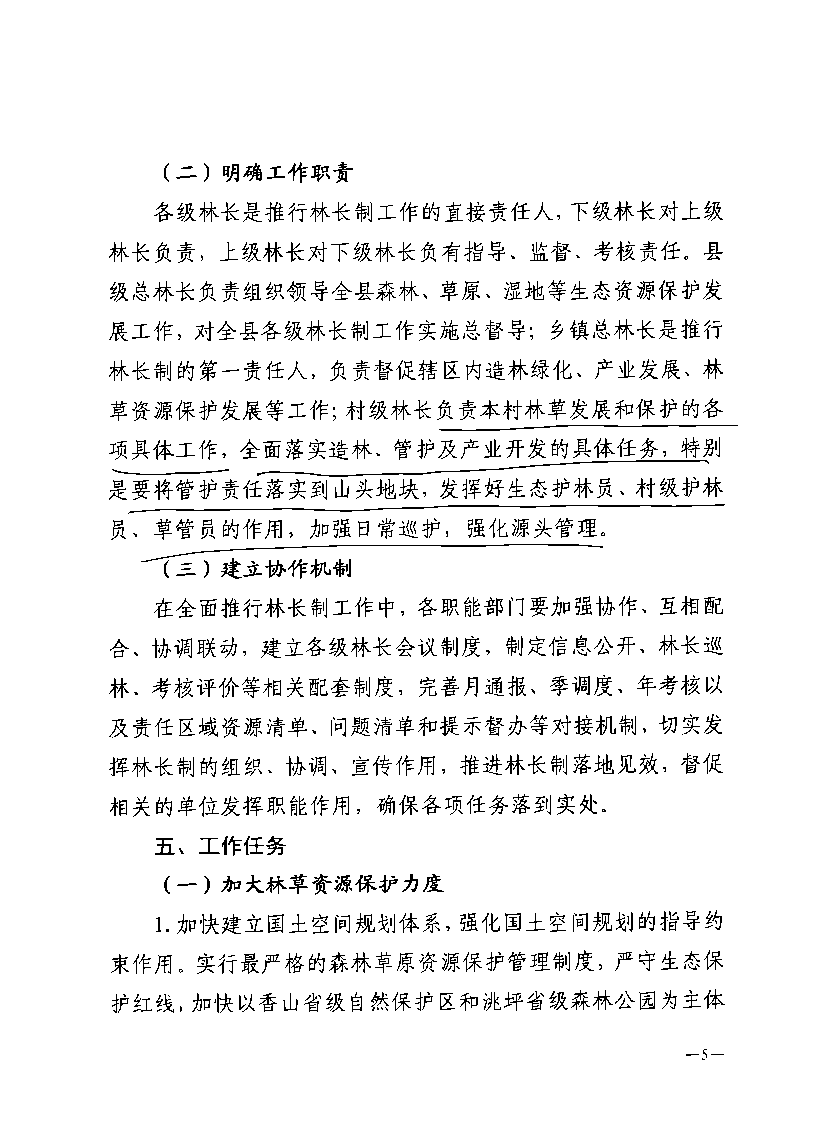 （二）明确工作职责
各级林长是推行林长制工作的直接责任人，下级林长对上级
林长负责，上级林长对下级林长负有指导、监督、考核责任。县
级总林长负责组织领导全县森林、草原、湿地等生态资源保护发
展工作，对全县各级林长制工作实施总督导；乡镇总林长是推行
林长制的第一责任人，负责督促辖区内造林绿化、产业发展、林
草资源保护发展等工作；村级林长负责本村林草发展和保护的各
项具体工作，全面落实造林、管护及产业开发的具体任务，特别
是要将管护责任落实到山头地块，发挥好生态护林员、村级护林
员、草管员的作用，加强日常巡护，强化源头管理。
（三）建立协作机制
在全面推行林长制工作中，各职能部门要加强协作、互相配
合、协调联动，建立各级林长会议制度，制定信息公开、林长巡
林、考核评价等相关配套制度，完善月通报、季调度、年考核以
及责任区域资源清单、问题清单和提示督办等对接机制，切实发
挥林长制的组织、协调、宣传作用，推进林长制落地见效，督促
相关的单位发挥职能作用，确保各项任务落到实处。
五、工作任务
（一）加大林草资源保护力度
1.加快建立国土空间规划体系，强化国土空间规划的指导约
束作用。实行最严格的森林草原资源保护管理制度，严守生态保
护红线，加快以香山省级自然保护区和洮坪省级森林公园为主体
—5—